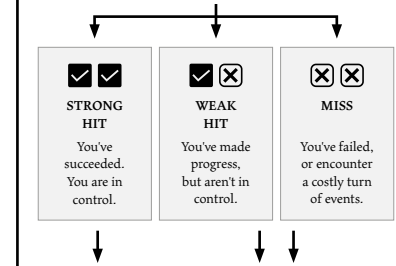 STRONG
HIT
You've
succeeded.
You are in
control.
WEAK
HIT
You've made
progress,
but aren't in
control.
MISS
You've failed,
or encounter
a costly turn
of events.